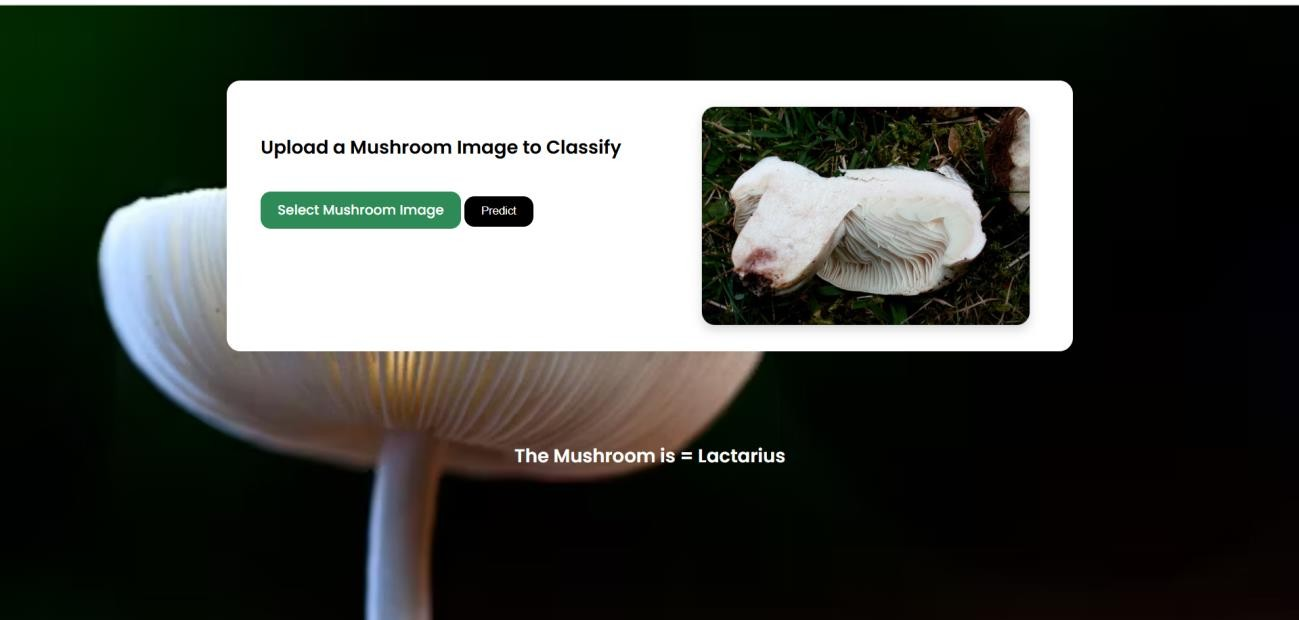 Upload a Mushroom Image to Classify
Select Mushroom Image
Predict
The Mushroom is = Lactarius